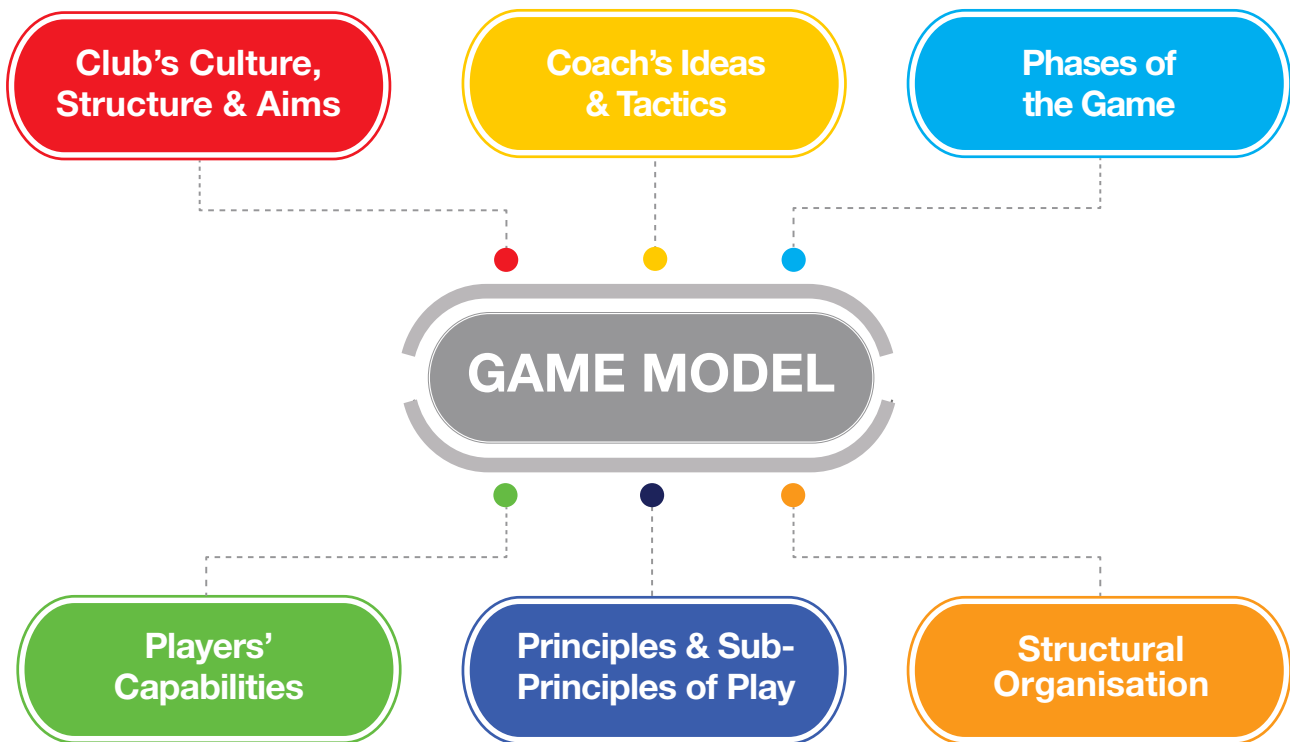 Club’s Culture,
Structure & Aims
Coach’s Ideas
& Tactics
Phases of
the Game
GAME MODEL
Players’
Capabilities
Principles & Sub-
Principles of Play
Structural
Organisation